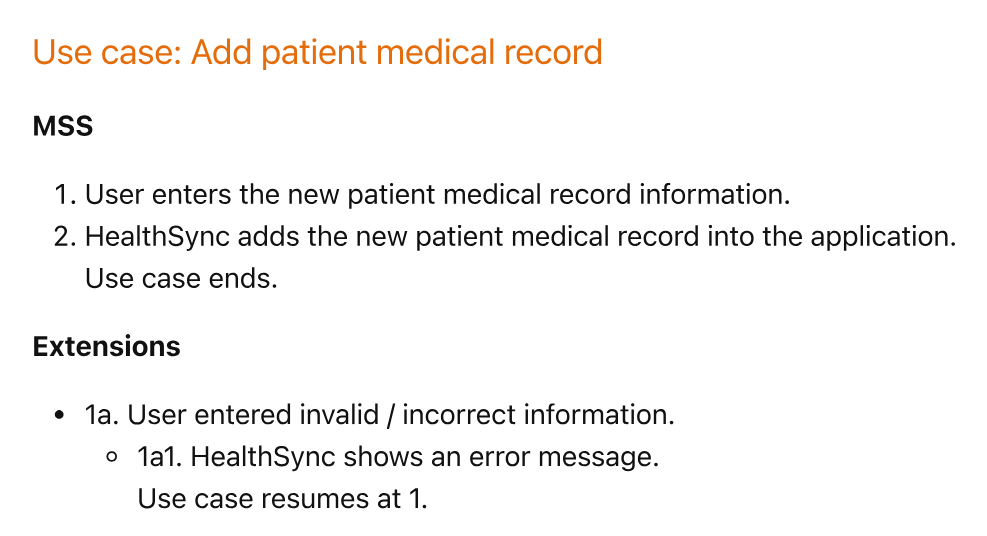 Use case: Add patient medical record
MSS
1. User enters the new patient medical record information.
2. HealthSync adds the new patient medical record into the application.
Use case ends.
Extensions
• 1a. User entered invalid / incorrect information.
◦ 1a1. HealthSync shows an error message.
Use case resumes at 1.